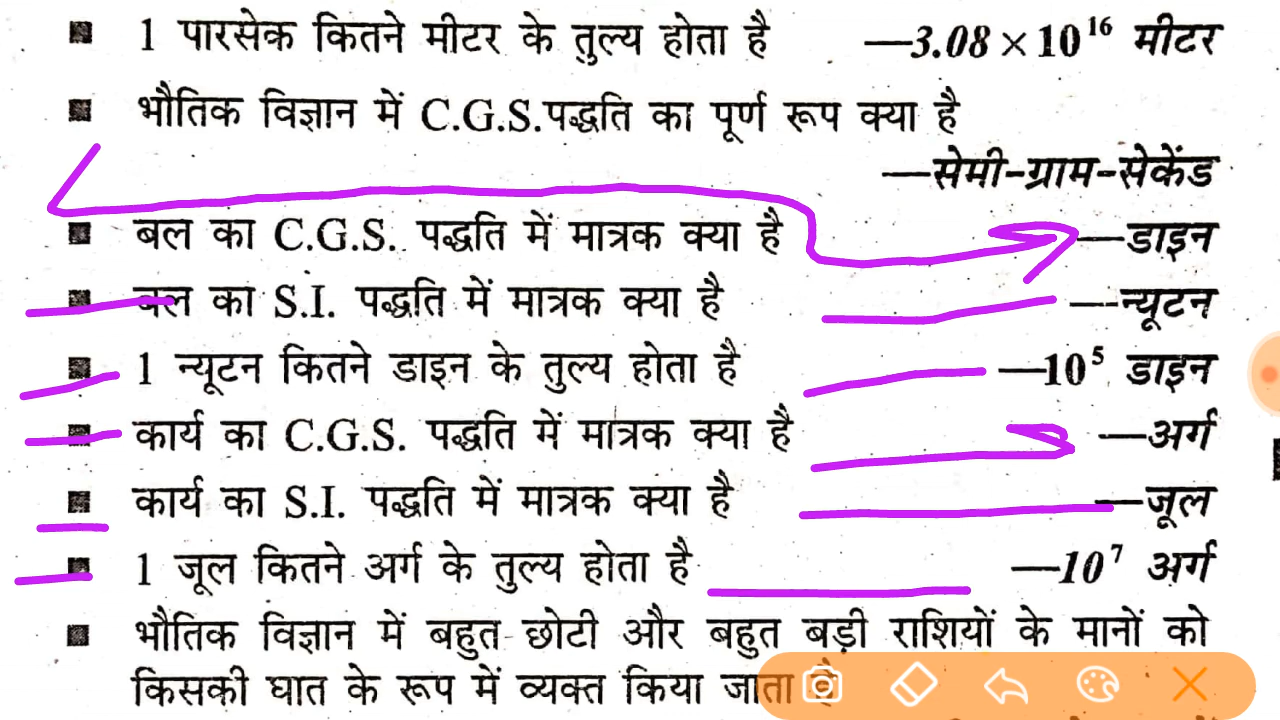 1 पारसेक कितने मीटर के तुल्य होता है —3.08 × 10¹⁶ मीटर
भौतिक विज्ञान में C.G.S.पद्धति का पूर्ण रूप क्या है
—सेमी-ग्राम-सेकेंड
बल का C.G.S. पद्धति में मात्रक क्या है —डाइन
बल का S.I. पद्धति में मात्रक क्या है —न्यूटन
1 न्यूटन कितने डाइन के तुल्य होता है —10⁵ डाइन
कार्य का C.G.S. पद्धति में मात्रक क्या है —अर्ग
कार्य का S.I. पद्धति में मात्रक क्या है —जूल
1 जूल कितने अर्ग के तुल्य होता है —10⁷ अर्ग
भौतिक विज्ञान में बहुत छोटी और बहुत बड़ी राशियों के मानों को
किसकी घात के रूप में व्यक्त किया जाता है